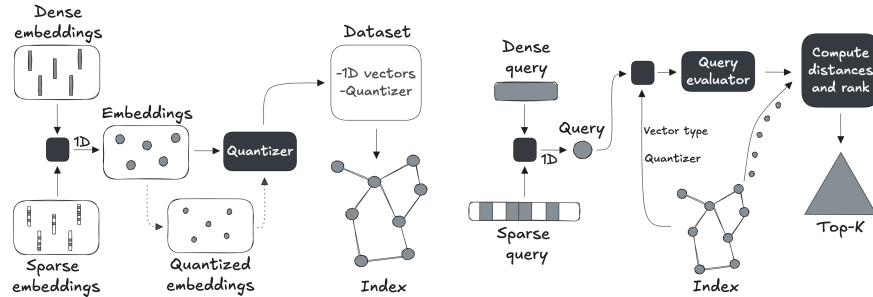 Dense
embeddings
1D
Embeddings
Quantizer
Dataset
-1D vectors
-Quantizer
Sparse
embeddings
Quantized
embeddings
Index
Dense
query
1D
Query
Sparse
query
Query
evaluator
Compute
distances
and rank
Vector type
Quantizer
Index
Top-K